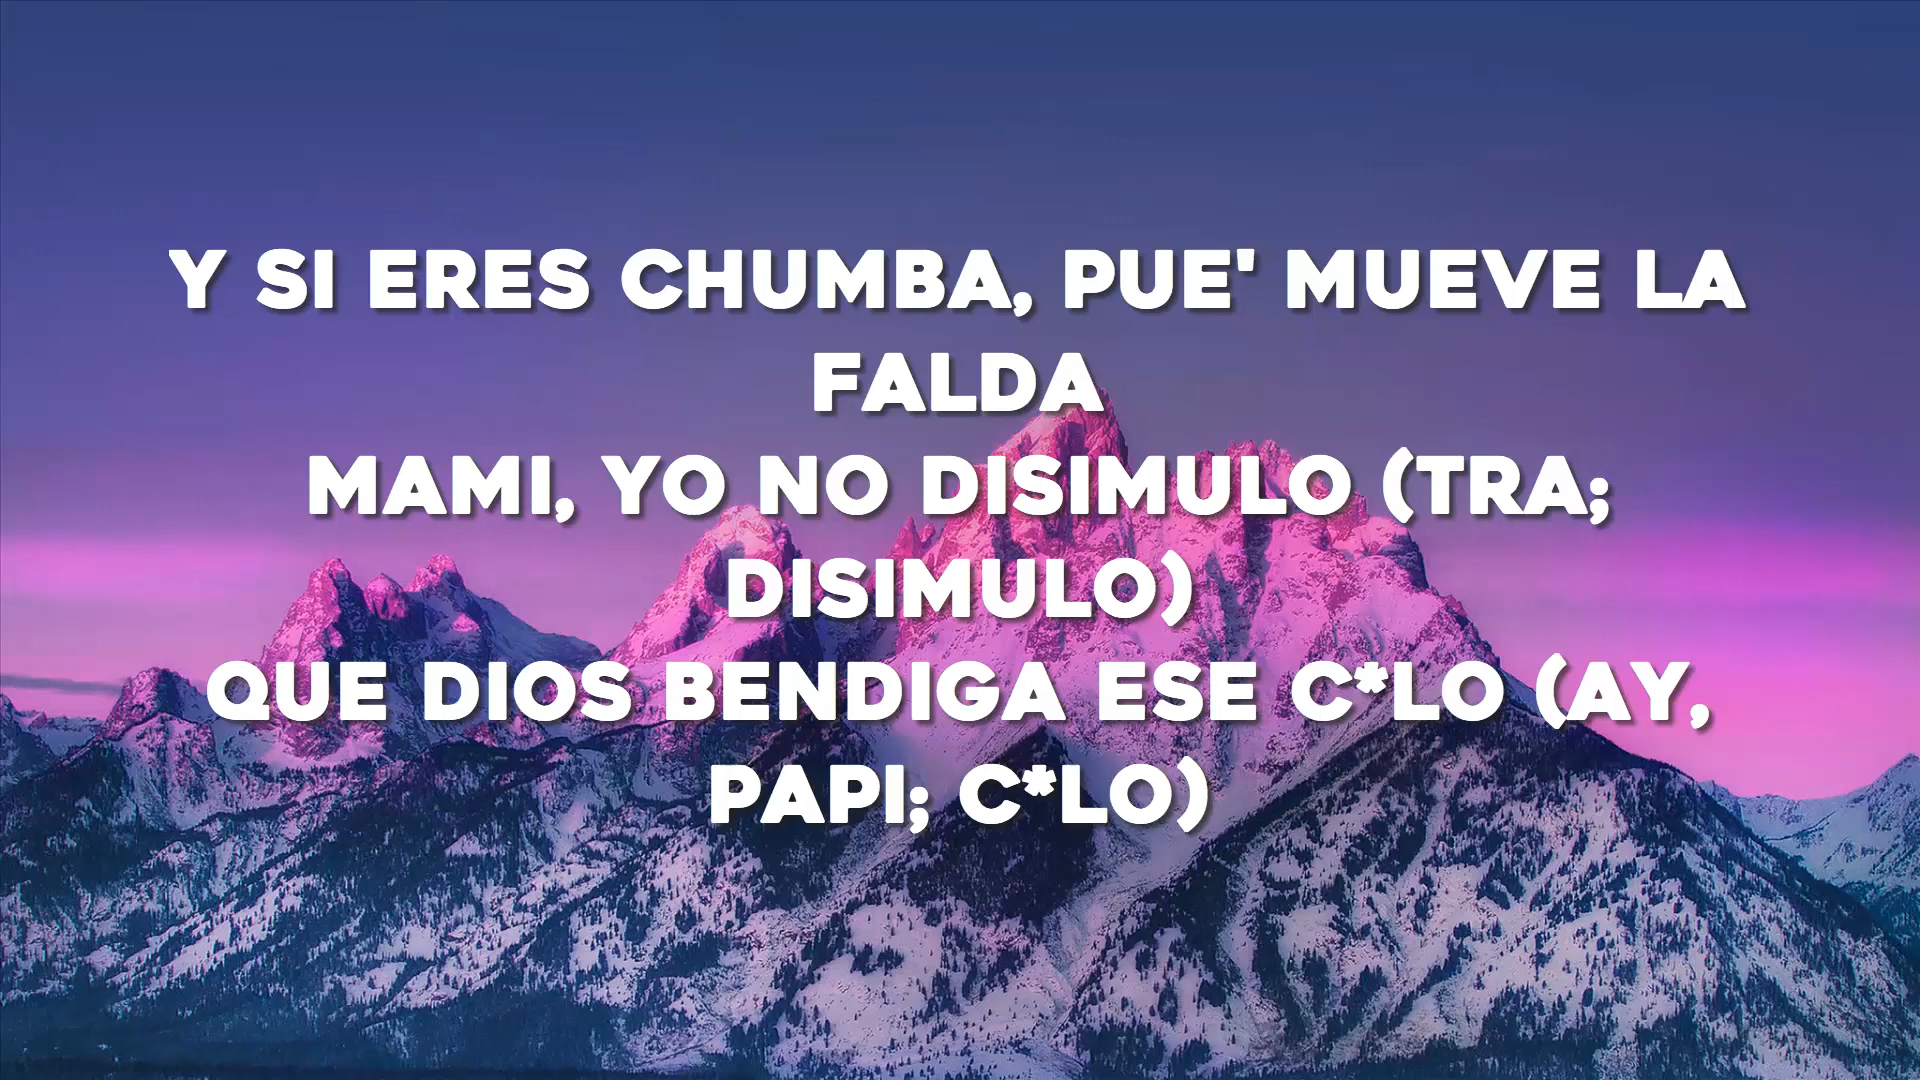 Y SI ERES CHUMBA, PUE' MUEVE LA
FALDA
MAMI, YO NO DISIMULO (TRA;
DISIMULO)
QUE DIOS BENDIGA ESE C*LO (AY,
PAPI; C*LO)